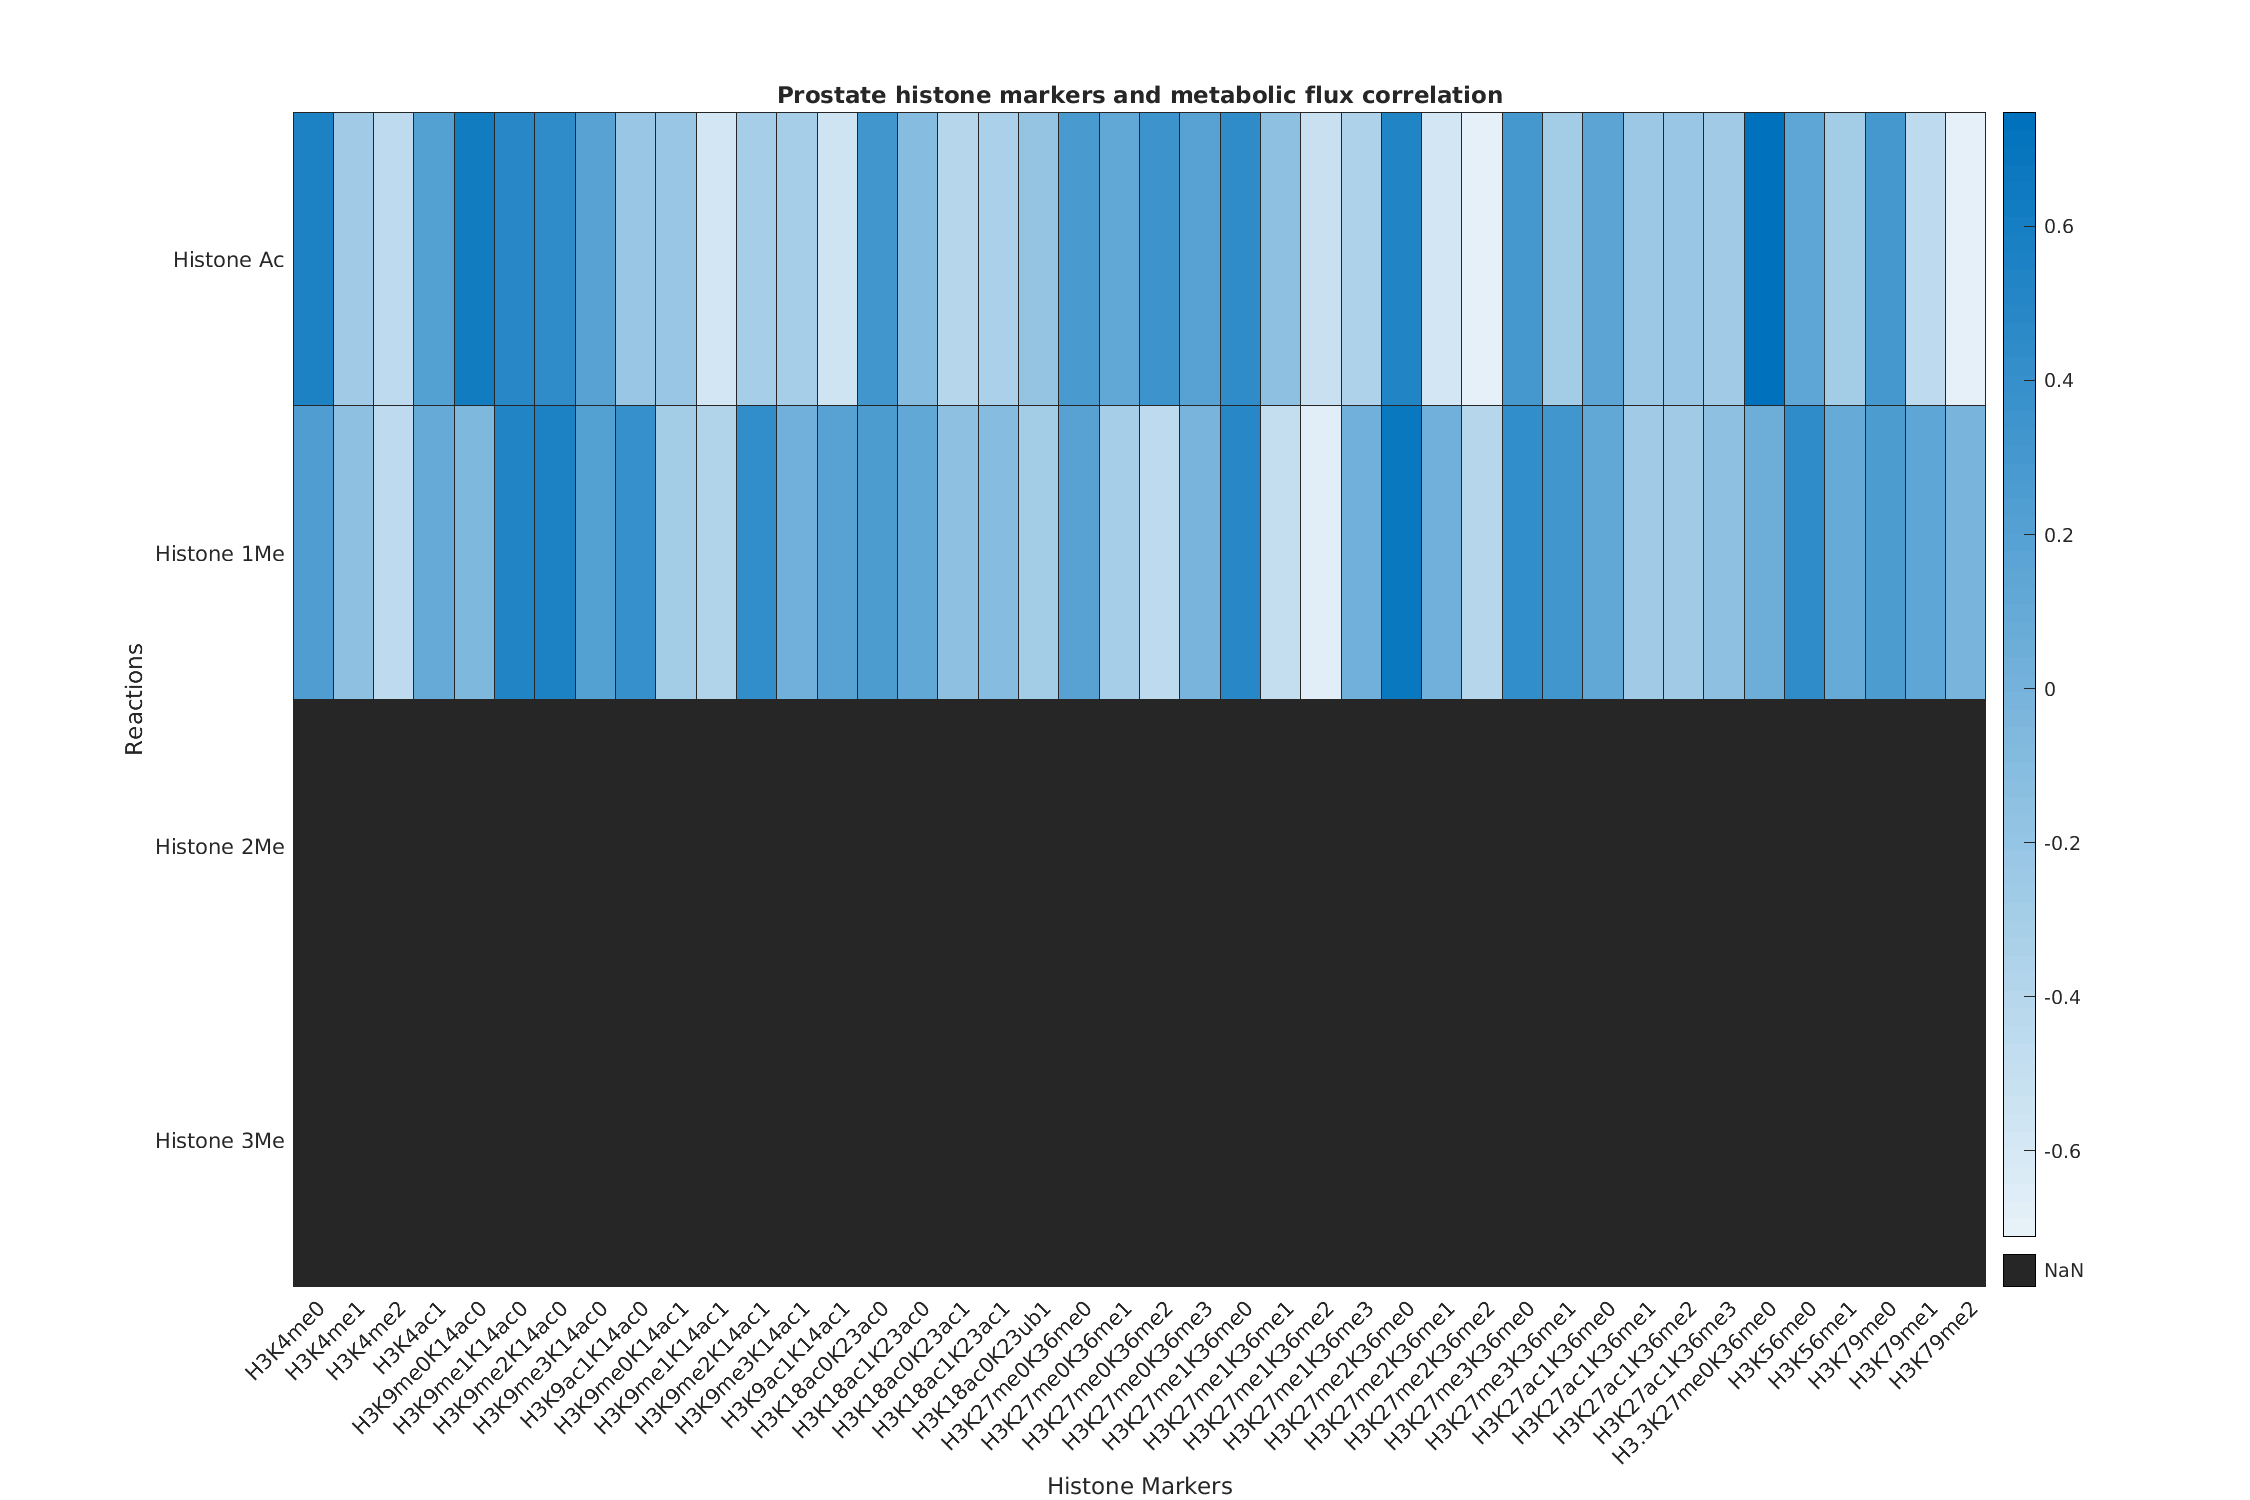 Prostate histone markers and metabolic flux correlation
Reactions
Histone Ac
Histone 1Me
Histone 2Me
Histone 3Me
0.6
0.4
0.2
0
-0.2
-0.4
-0.6
NaN
H3K4me0
H3K4me1
H3K4me2
H3K4ac1
H3K9me0K14ac0
H3K9me1K14ac0
H3K9me2K14ac0
H3K9me3K14ac0
H3K9ac1K14ac0
H3K9me0K14ac1
H3K9me1K14ac1
H3K9me2K14ac1
H3K9me3K14ac1
H3K9ac1K14ac1
H3K18ac0K23ac0
H3K18ac1K23ac0
H3K18ac0K23ac1
H3K18ac1K23ac1
H3K18ac0K23ub1
H3K27me0K36me0
H3K27me0K36me1
H3K27me0K36me2
H3K27me0K36me3
H3K27me1K36me0
H3K27me1K36me1
H3K27me1K36me2
H3K27me1K36me3
H3K27me2K36me0
H3K27me2K36me1
H3K27me2K36me2
H3K27me3K36me0
H3K27me3K36me1
H3K27ac1K36me0
H3K27ac1K36me1
H3K27ac1K36me2
H3K27ac1K36me3
H3.3K27me0K36me0
H3K56me0
H3K56me1
H3K79me0
H3K79me1
H3K79me2
Histone Markers